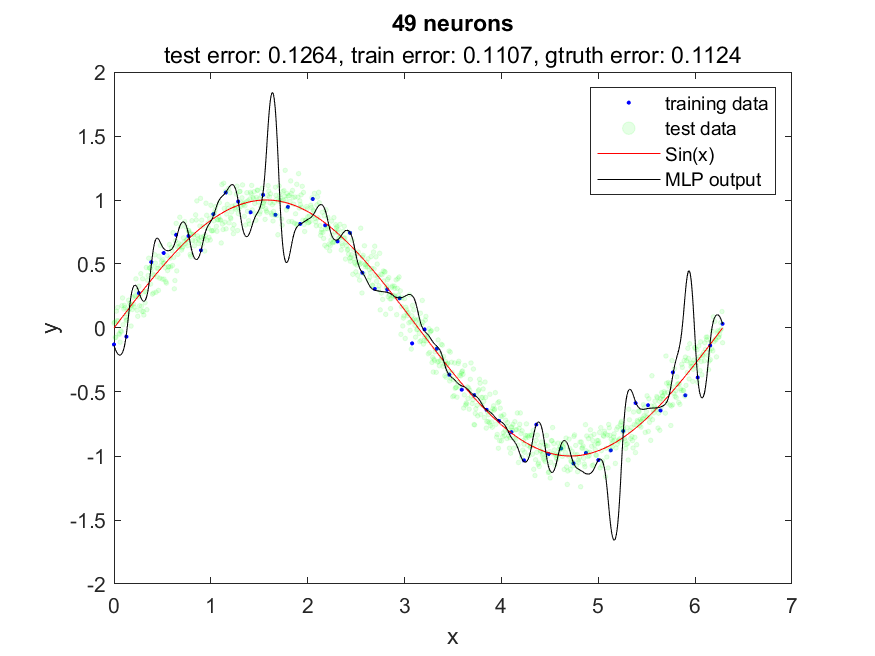 49 neurons
test error: 0.1264, train error: 0.1107, gtruth error: 0.1124
training data
test data
Sin(x)
MLP output
y
2
1.5
1
0.5
0
-0.5
-1
-1.5
-2
0 1 2 3 4 5 6 7
x